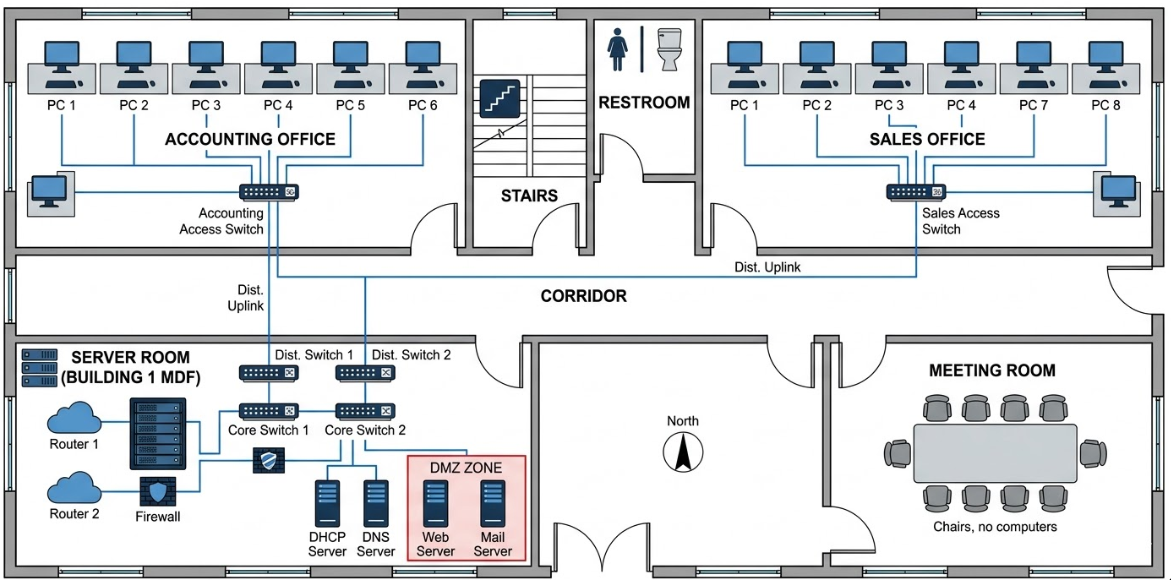 PC 1
PC 2
PC 3
PC 4
PC 5
PC 6
ACCOUNTING OFFICE
Accounting
Access Switch
STAIRS
RESTROOM
PC 1
PC 2
PC 3
PC 4
PC 7
PC 8
SALES OFFICE
Sales Access
Switch
Dist. Uplink
Dist.
Uplink
CORRIDOR
SERVER ROOM
(BUILDING 1 MDF)
Dist. Switch 1
Dist. Switch 2
Core Switch 1
Core Switch 2
Router 1
Router 2
Firewall
DHCP
Server
DNS
Server
DMZ ZONE
Web
Server
Mail
Server
North
MEETING ROOM
Chairs, no computers